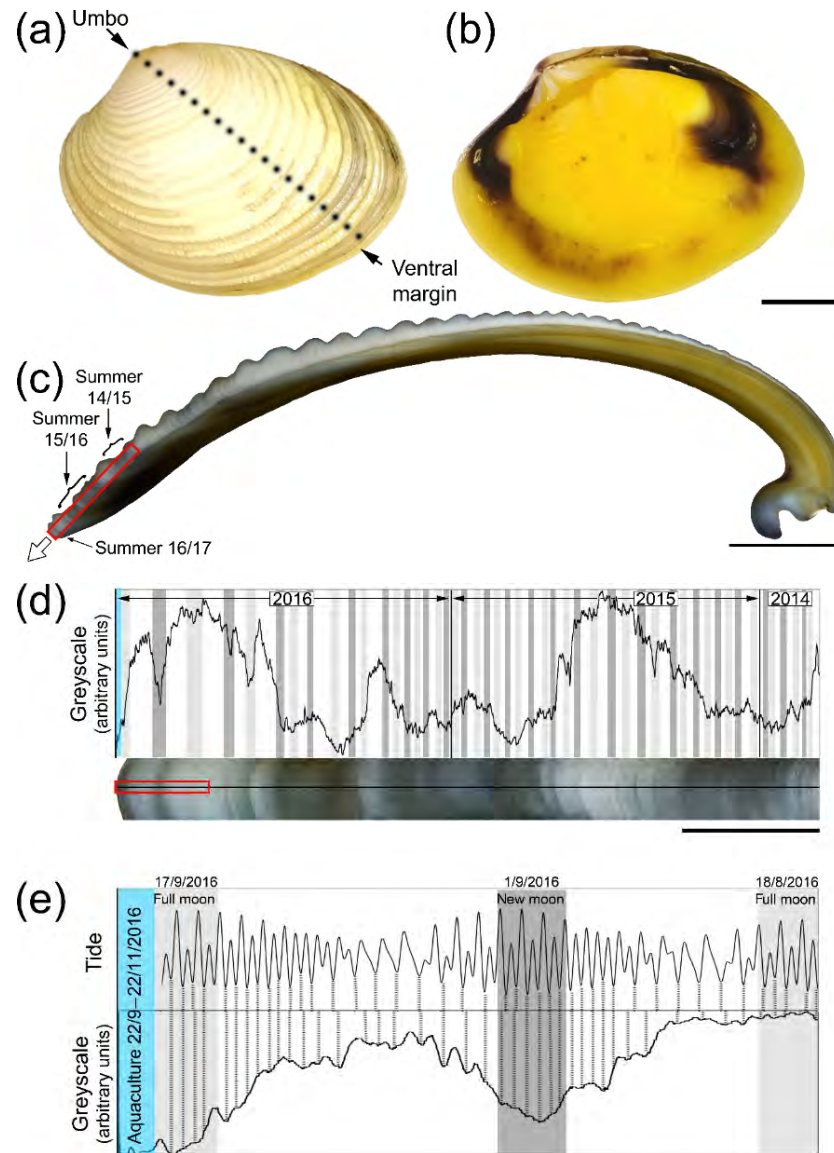 (a)
Umbo
Ventral
margin
(b)
(c)
Summer
14/15
Summer
15/16
Summer 16/17
(d)
2016
2015
2014
Greyscale
(arbitrary units)
(e)
17/9/2016
Full moon
1/9/2016
New moon
18/8/2016
Full moon
Tide
Aquaculture 22/9–22/11/2016
Greyscale
(arbitrary units)